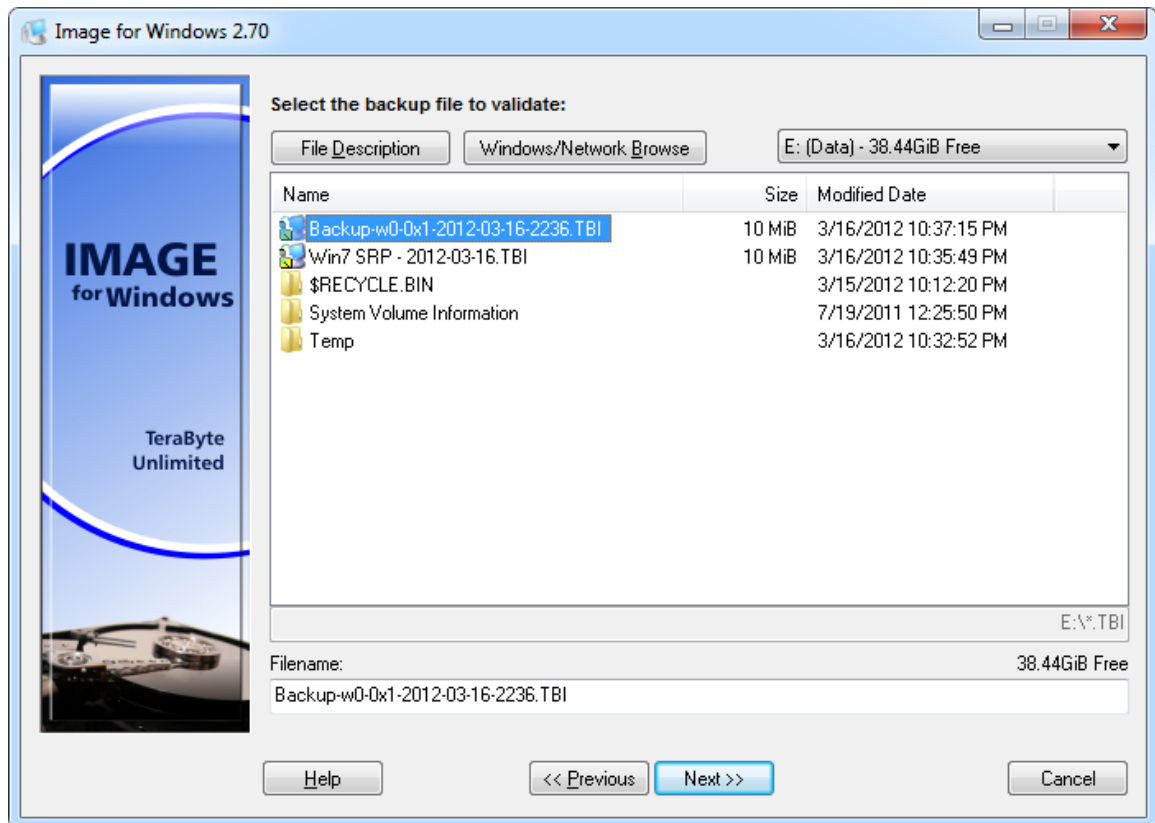 Image for Windows 2.70
IMAGE
for Windows
TeraByte
Unlimited
Select the backup file to validate:
File Description
Windows/Network Browse
E: (Data) - 38.44GiB Free
Name Size Modified Date
Backup-w0-0x1-2012-03-16-2236.TBI 10 MiB 3/16/2012 10:37:15 PM
Win7 SRP - 2012-03-16.TBI 10 MiB 3/16/2012 10:35:49 PM
$RECYCLE.BIN 3/15/2012 10:12:20 PM
System Volume Information 7/19/2011 12:25:50 PM
Temp 3/16/2012 10:32:52 PM
E:\*.TBI
Filename: 38.44GiB Free
Backup-w0-0x1-2012-03-16-2236.TBI
Help
<< Previous
Next >>
Cancel